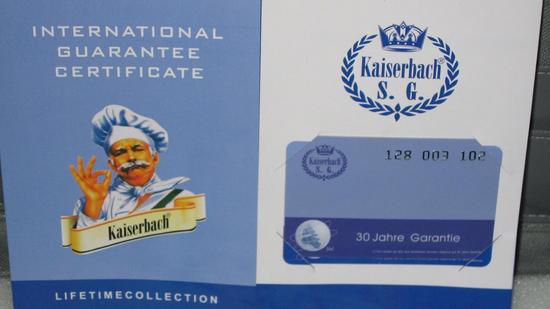 INTERNATIONAL
GUARANTEE
CERTIFICATE
Kaiserbach®
LIFETIMECOLLECTION
Kaiserbach®
S. G.
Kaiserbach
S. G.
128 003 102
30 Jahre Garantie